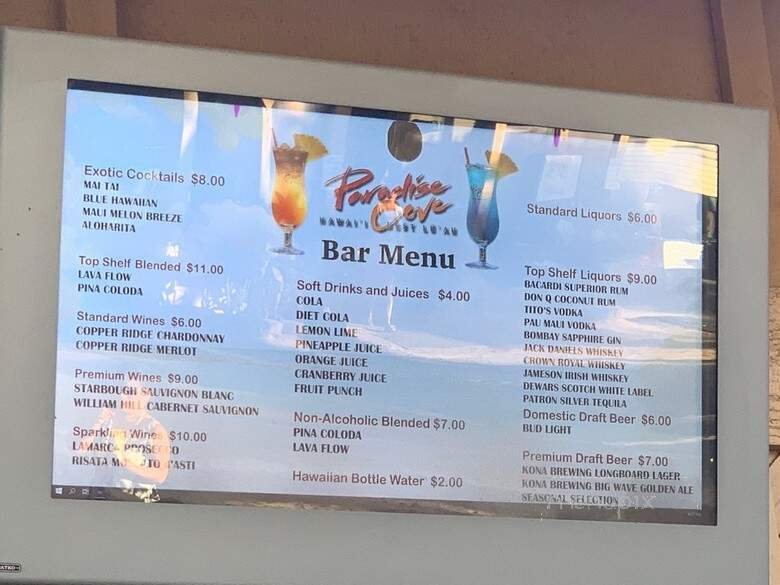 Paradise
Cove
HAWAI'I
LU'AU
Bar Menu
Exotic Cocktails $8.00
MAI TAI
BLUE HAWAIIAN
MAUI MELON BREEZE
ALOHARITA
Top Shelf Blended $11.00
LAVA FLOW
PINA COLODA
Standard Wines $6.00
COPPER RIDGE CHARDONNAY
COPPER RIDGE MERLOT
Premium Wines $9.00
STARBOUGH SAUVIGNON BLANC
WILLIAM HILL CABERNET SAUVIGNON
Sparkling Wines $10.00
LAMARCA PROSECCO
RISATA D'ASTI
Soft Drinks and Juices $4.00
COLA
DIET COLA
LEMON LIME
PINEAPPLE JUICE
ORANGE JUICE
CRANBERRY JUICE
FRUIT PUNCH
Non-Alcoholic Blended $7.00
PINA COLODA
LAVA FLOW
Hawaiian Bottle Water $2.00
Standard Liquors $6.00
Top Shelf Liquors $9.00
BACARDI SUPERIOR RUM
DON Q COCONUT RUM
TITO'S VODKA
PAU MAUI VODKA
BOMBAY SAPPHIRE GIN
JACK DANIELS WHISKEY
CROWN ROYAL WHISKEY
JAMESON IRISH WHISKEY
DEWARS SCOTCH WHITE LABEL
PATRON SILVER TEQUILA
Domestic Draft Beer $6.00
BUD LIGHT
Premium Draft Beer $7.00
KONA BREWING LONGBOARD LAGER
KONA BREWING BIG WAVE GOLDEN ALE
SEASONAL SELECTION